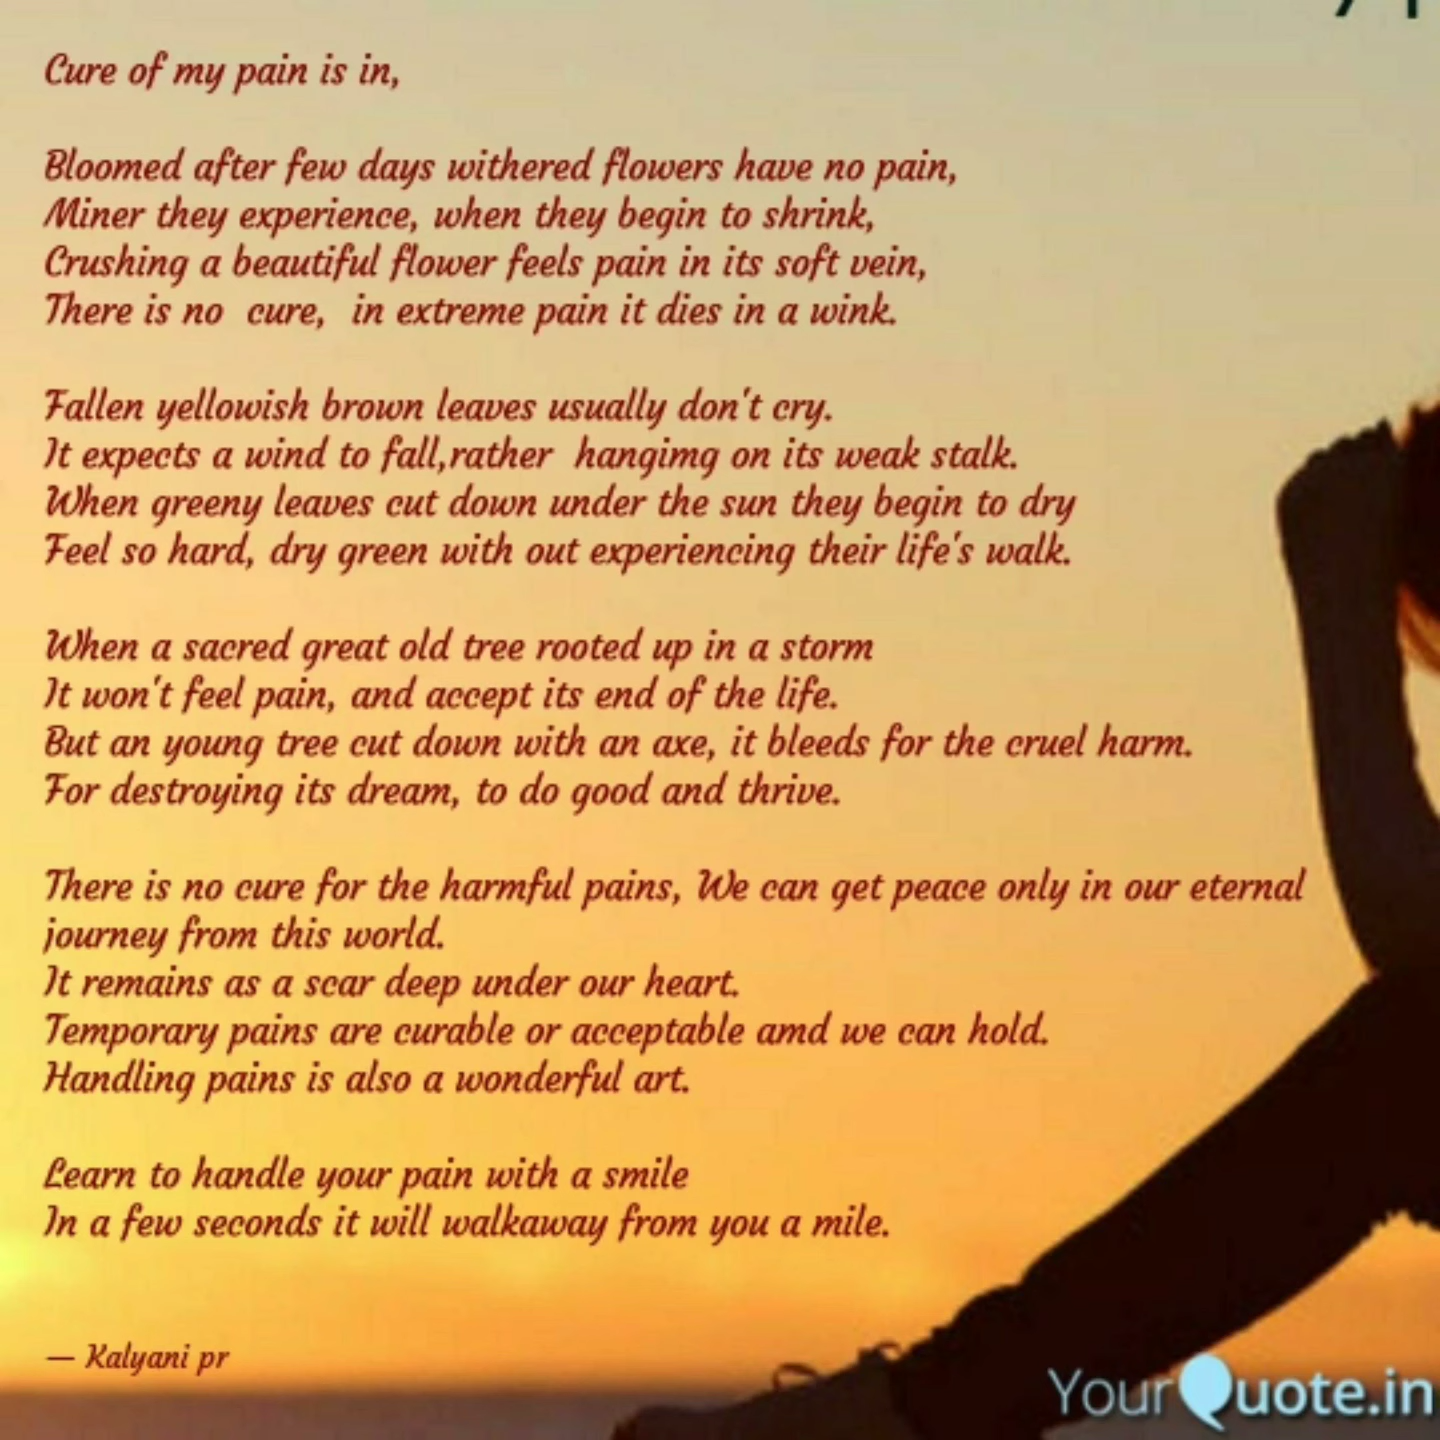 Cure of my pain is in,
Bloomed after few days withered flowers have no pain,
Miner they experience, when they begin to shrink,
Crushing a beautiful flower feels pain in its soft vein,
There is no  cure,  in extreme pain it dies in a wink.
Fallen yellowish brown leaves usually don't cry.
It expects a wind to fall,rather  hangimg on its weak stalk.
When greeny leaves cut down under the sun they begin to dry
Feel so hard, dry green with out experiencing their life's walk.
When a sacred great old tree rooted up in a storm
It won't feel pain, and accept its end of the life.
But an young tree cut down with an axe, it bleeds for the cruel harm.
For destroying its dream, to do good and thrive.
There is no cure for the harmful pains, We can get peace only in our eternal
journey from this world.
It remains as a scar deep under our heart.
Temporary pains are curable or acceptable amd we can hold.
Handling pains is also a wonderful art.
Learn to handle your pain with a smile
In a few seconds it will walkaway from you a mile.
— Kalyani pr
YourQuote.in